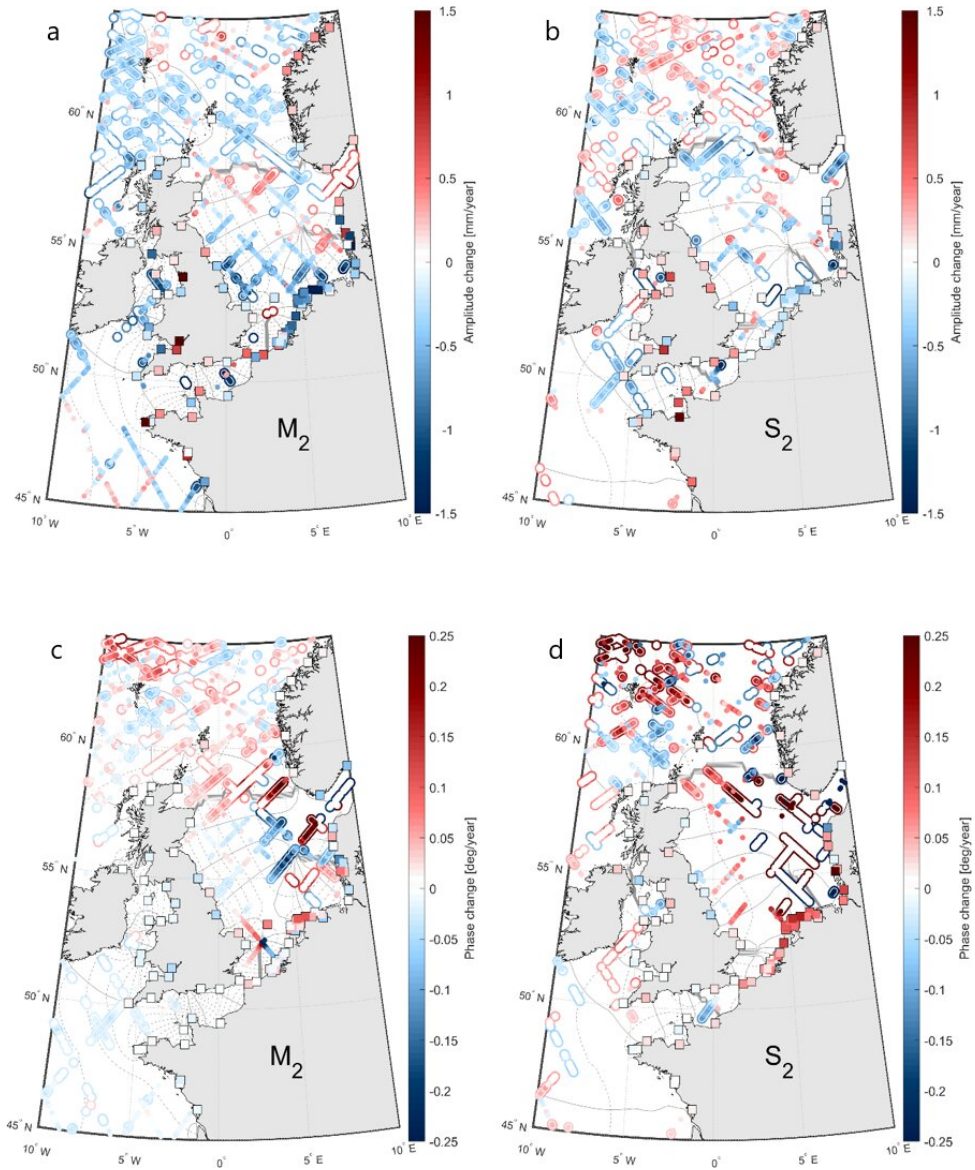 a
60° N
55° N
50° N
45° N
10° W
5° W
0°
5° E
10° E
M2
1.5
1
0.5
0
-0.5
-1
-1.5
Amplitude change [mm/year]
b
60° N
55° N
50° N
45° N
10° W
5° W
0°
5° E
10° E
S2
1.5
1
0.5
0
-0.5
-1
-1.5
Amplitude change [mm/year]
c
60° N
55° N
50° N
45° N
10° W
5° W
0°
5° E
10° E
M2
0.25
0.2
0.15
0.1
0.05
0
-0.05
-0.1
-0.15
-0.2
-0.25
Phase change [deg/year]
d
60° N
55° N
50° N
45° N
10° W
5° W
0°
5° E
10° E
S2
0.25
0.2
0.15
0.1
0.05
0
-0.05
-0.1
-0.15
-0.2
-0.25
Phase change [deg/year]